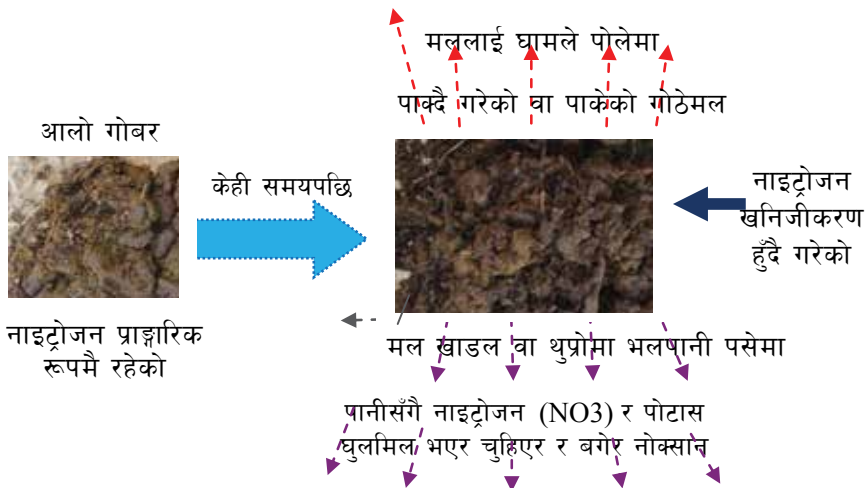 मललाई घामले पोलेमा
पाक्दै गरेको वा पाकेको गोठेमल
आलो गोबर
केही समयपछि
नाइट्रोजन
खनिजीकरण
हुँदै गरेको
नाइट्रोजन प्राङ्गारिक
रूपमै रहेको
मल खाडल वा थुप्रोमा भलपानी पसेमा
पानीसँगै नाइट्रोजन (NO3) र पोटास
घुलमिल भएर चुहिएर र बगेर नोक्सान